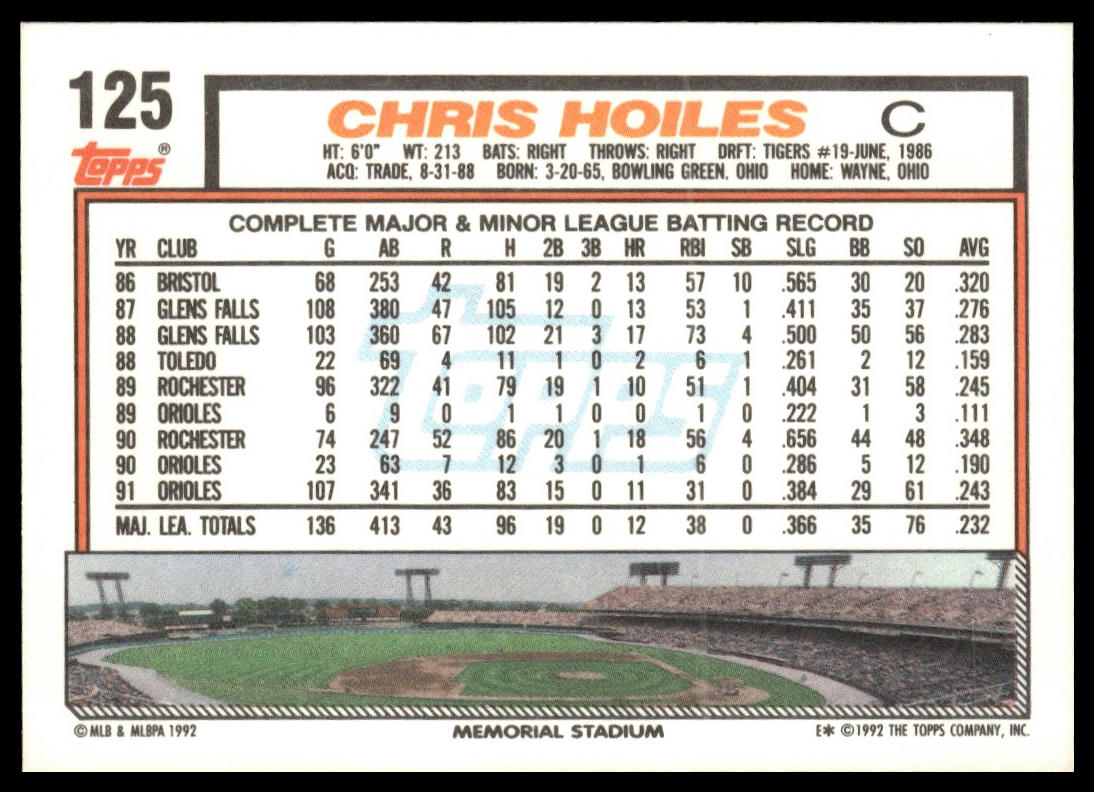 125
CHRIS HOILES C
Topps®
HT: 6'0" WT: 213 BATS: RIGHT THROWS: RIGHT DRFT: TIGERS #19-JUNE, 1986
ACQ: TRADE, 8-31-88 BORN: 3-20-65, BOWLING GREEN, OHIO HOME: WAYNE, OHIO
COMPLETE MAJOR & MINOR LEAGUE BATTING RECORD
YR CLUB G AB R H 2B 3B HR RBI SB SLG BB SO AVG
86 BRISTOL 68 253 42 81 19 2 13 57 10 .565 30 20 .320
87 GLENS FALLS 108 380 47 105 12 0 13 53 1 .411 35 37 .276
88 GLENS FALLS 103 360 67 102 21 3 17 73 4 .500 50 56 .283
88 TOLEDO 22 69 4 11 1 0 2 6 1 .261 2 12 .159
89 ROCHESTER 96 322 41 79 19 1 10 51 1 .404 31 58 .245
89 ORIOLES 6 9 0 1 1 0 0 1 0 .222 1 3 .111
90 ROCHESTER 74 247 52 86 20 1 18 56 4 .656 44 48 .348
90 ORIOLES 23 63 7 12 3 0 1 6 0 .286 5 12 .190
91 ORIOLES 107 341 36 83 15 0 11 31 0 .384 29 61 .243
MAJ. LEA. TOTALS 136 413 43 96 19 0 12 38 0 .366 35 76 .232
Topps
© MLB & MLBPA 1992 MEMORIAL STADIUM E* © 1992 THE TOPPS COMPANY, INC.